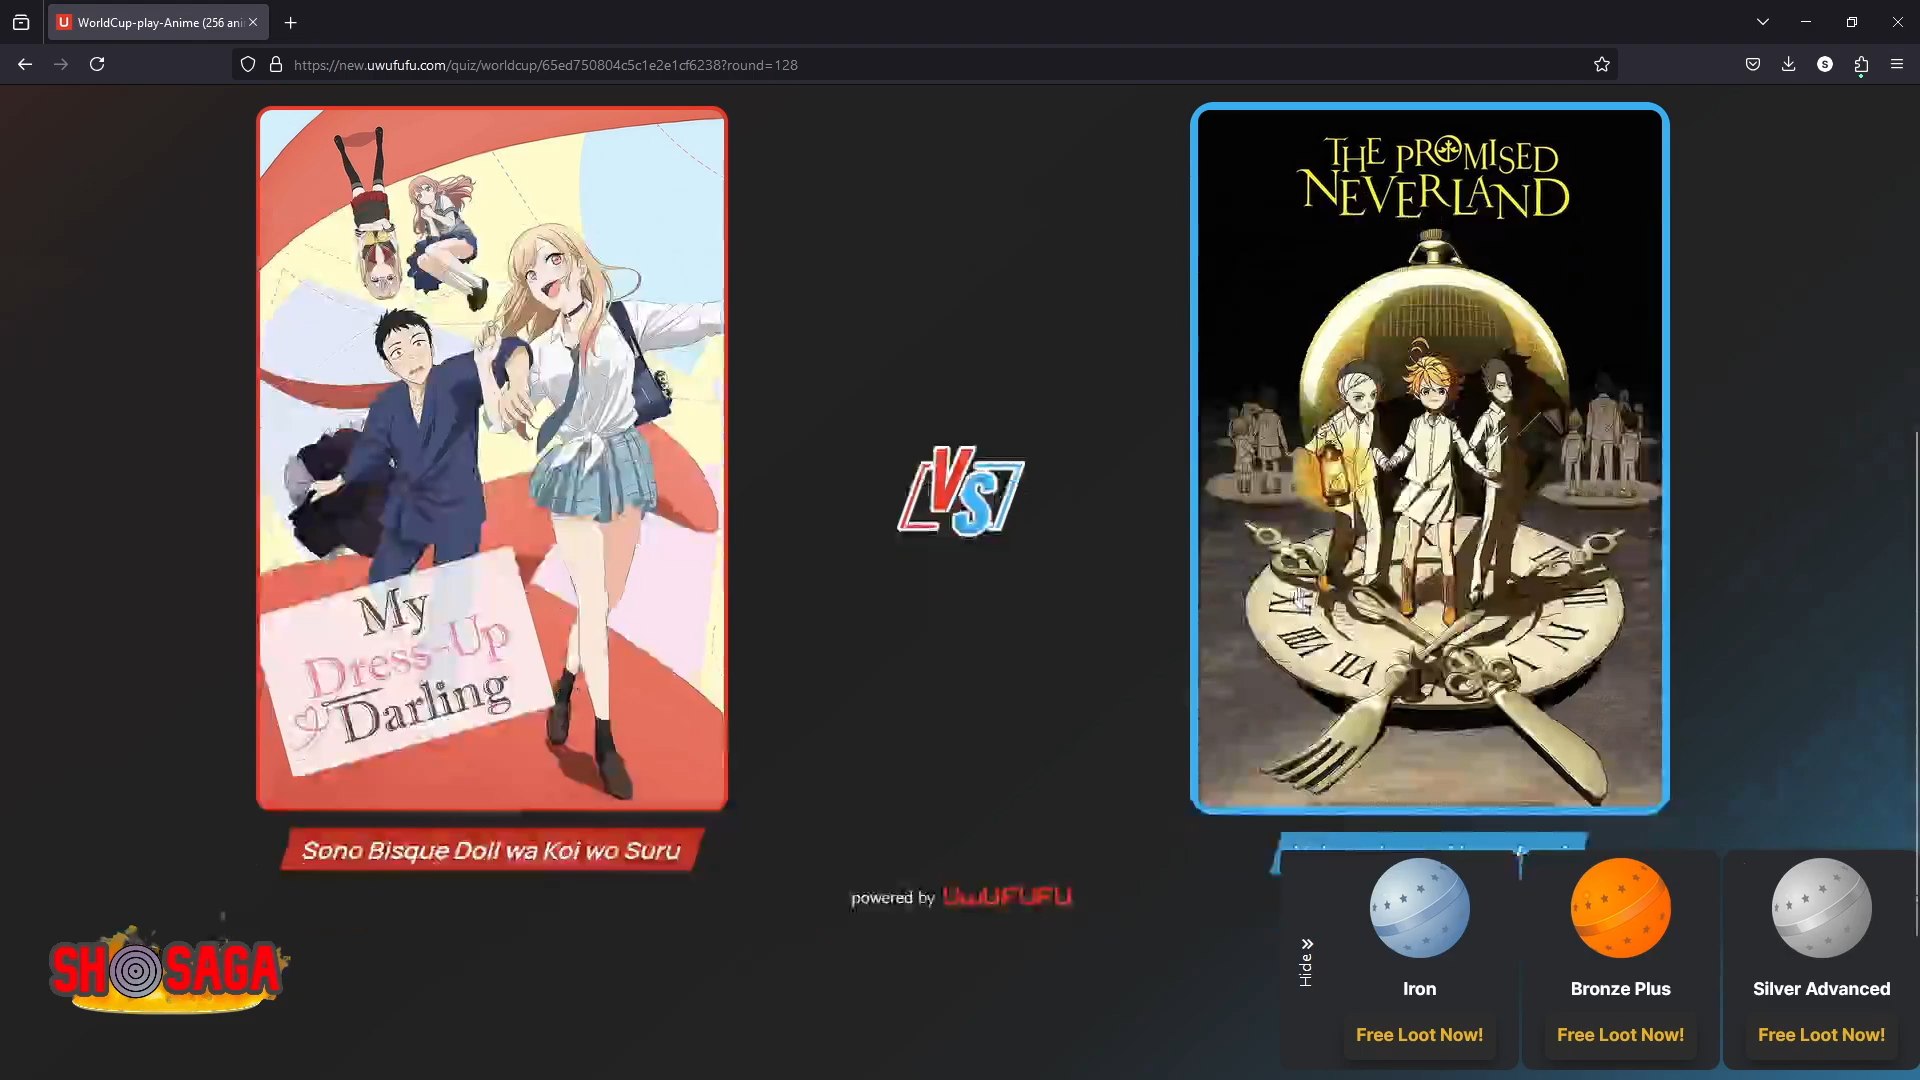 WorldCup-play-Anime (256 ani
https://new.uwufufu.com/quiz/worldcup/65ed750804c5c1e2e1cf6238?round=128
S
THE PROMISED
NEVERLAND
VS
My
Dress-Up
Darling
Sono Bisque Doll wa Koi wo Suru
powered by UwUFUFU
SHOSAGA
Hide
Iron
Bronze Plus
Silver Advanced
Free Loot Now!
Free Loot Now!
Free Loot Now!